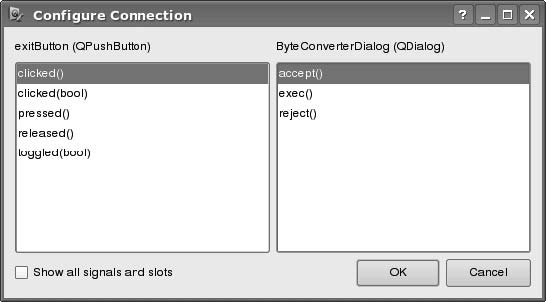 Configure Connection
exitButton (QPushButton)
ByteConverterDialog (QDialog)
clicked()
clicked(bool)
pressed()
released()
toggled(bool)
accept()
exec()
reject()
Show all signals and slots
OK
Cancel